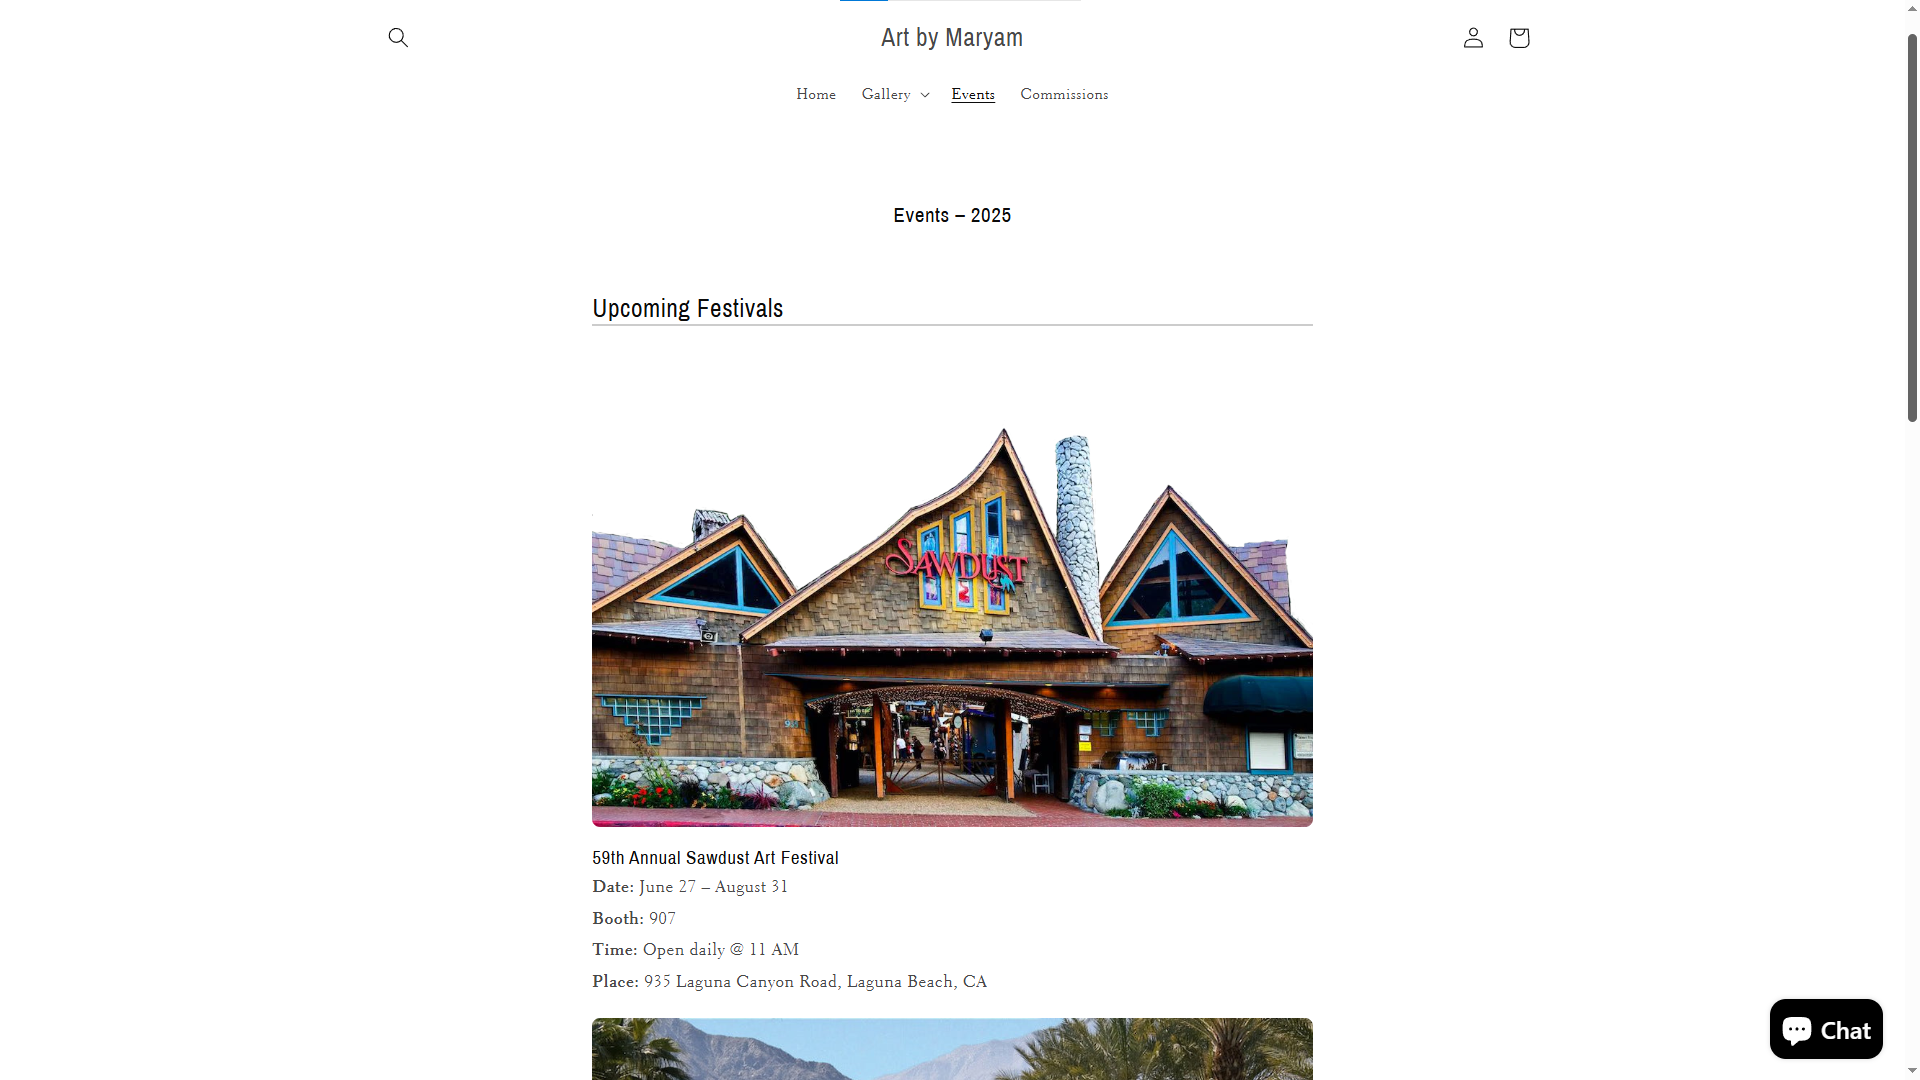 Art by Maryam
Home Gallery Events Commissions
Events – 2025
Upcoming Festivals
SAWDUST
935
59th Annual Sawdust Art Festival
Date: June 27 – August 31
Booth: 907
Time: Open daily @ 11 AM
Place: 935 Laguna Canyon Road, Laguna Beach, CA
Chat